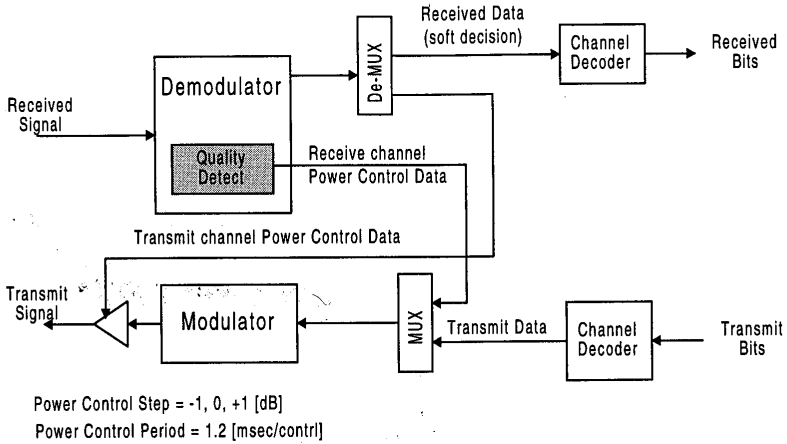 Received Data
(soft decision)
Channel
Decoder
Received
Bits
De-MUX
Demodulator
Received
Signal
Quality
Detect
Receive channel
Power Control Data
Transmit channel Power Control Data
Transmit
Signal
Modulator
MUX
Transmit Data
Channel
Decoder
Transmit
Bits
Power Control Step = -1, 0, +1 [dB]
Power Control Period = 1.2 [msec/contrl]